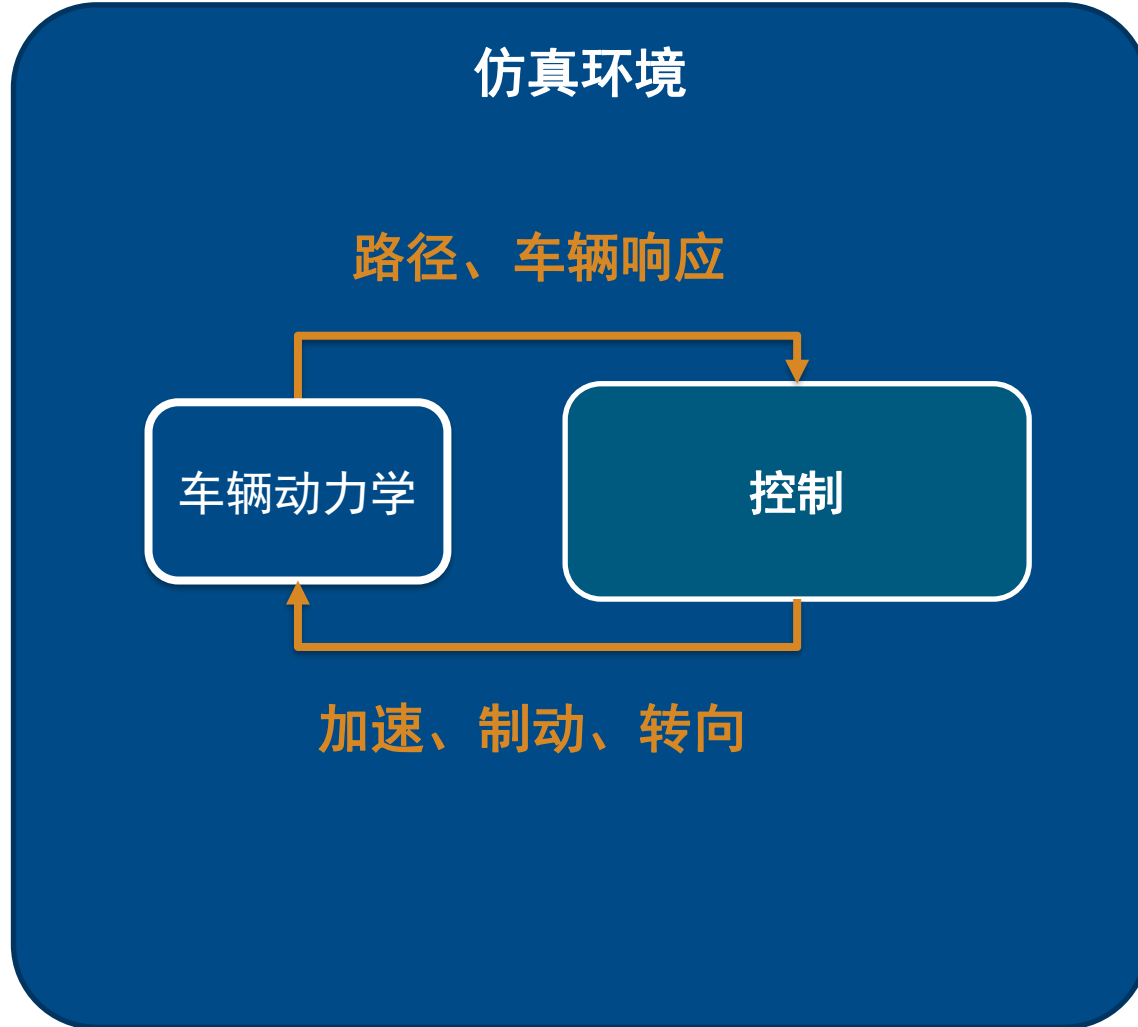 仿真环境
路径、车辆响应
车辆动力学
控制
加速、制动、转向